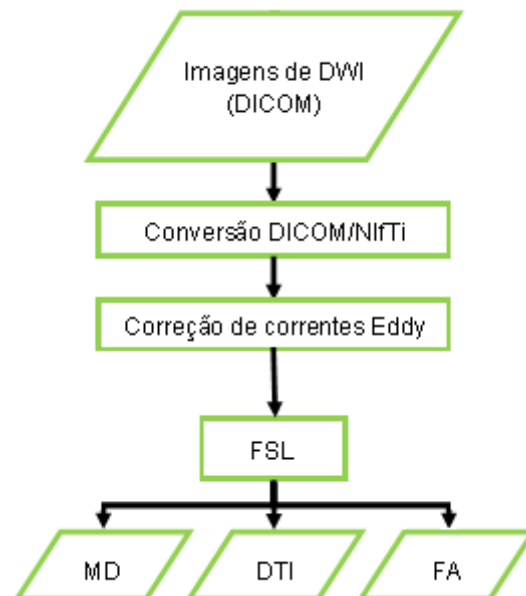 Imagens de DWI
(DICOM)
Conversão DICOM/NIfTi
Correção de correntes Eddy
FSL
MD
DTI
FA